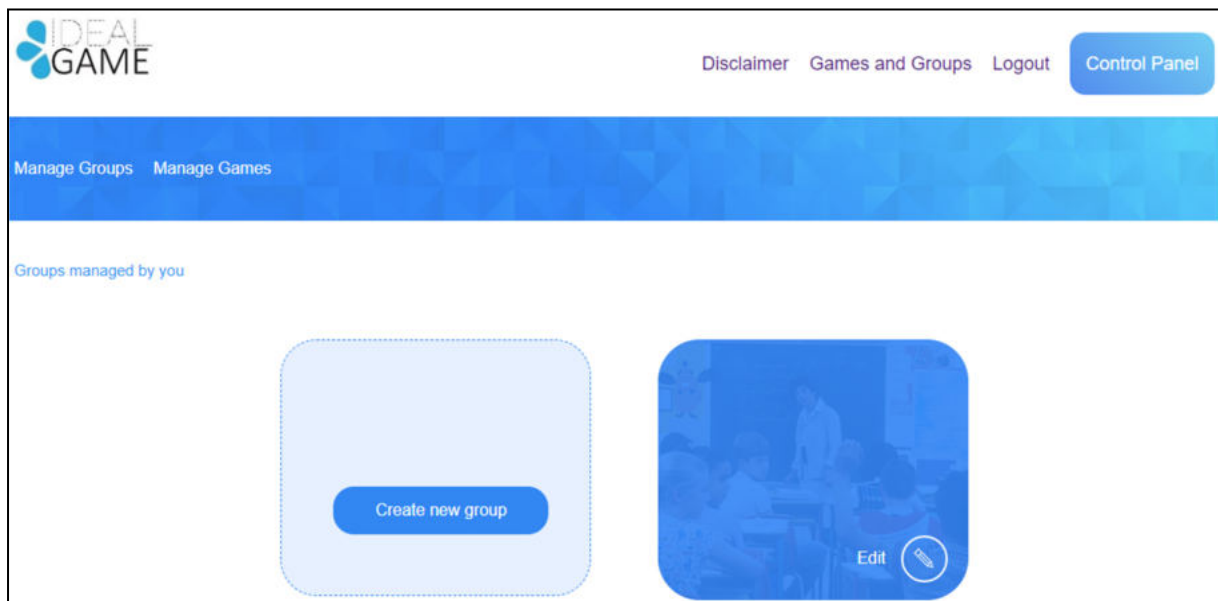 IDEAL
GAME
Disclaimer Games and Groups Logout Control Panel
Manage Groups Manage Games
Groups managed by you
Create new group
Edit